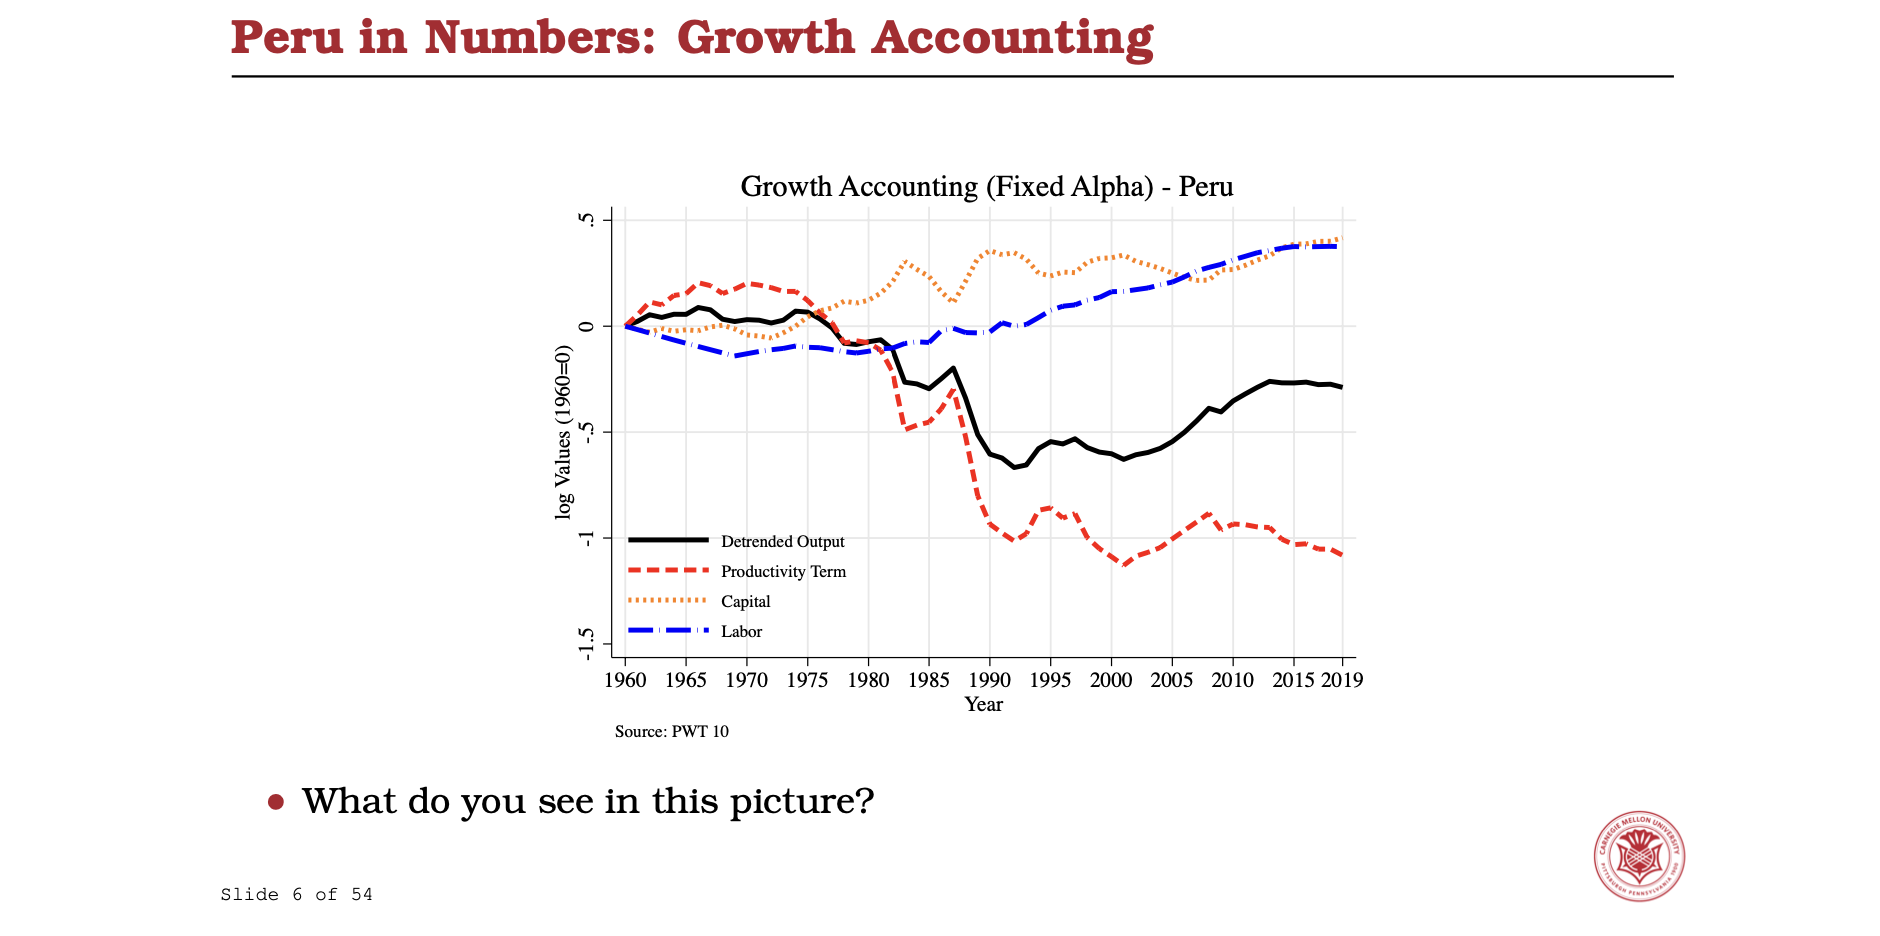 Peru in Numbers: Growth Accounting
Growth Accounting (Fixed Alpha) - Peru
log Values (1960=0)
.5
0
-.5
-1
-1.5
Detrended Output
Productivity Term
Capital
Labor
1960 1965 1970 1975 1980 1985 1990 1995 2000 2005 2010 2015 2019
Year
Source: PWT 10
What do you see in this picture?
CARNEGIE MELLON UNIVERSITY
PITTSBURGH PENNSYLVANIA 1900
Slide 6 of 54